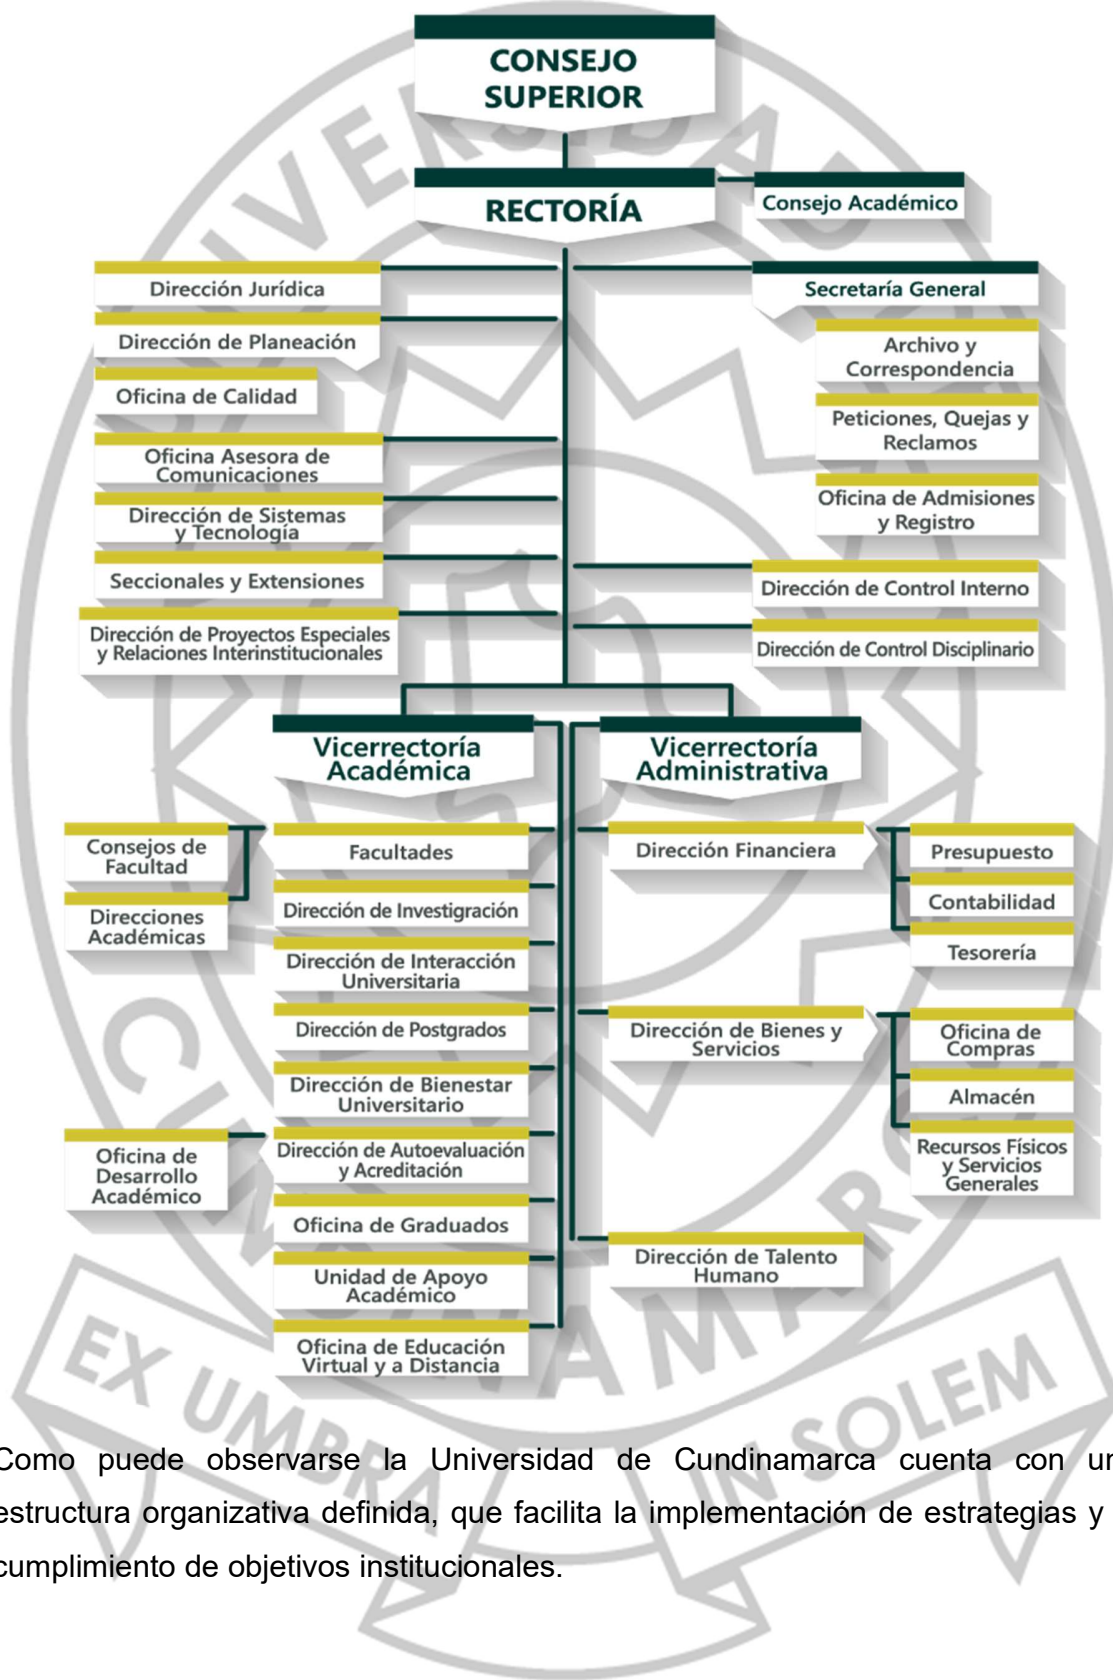 CONSEJO
SUPERIOR
RECTORÍA
Consejo Académico
Dirección Jurídica
Dirección de Planeación
Oficina de Calidad
Oficina Asesora de
Comunicaciones
Dirección de Sistemas
y Tecnología
Seccionales y Extensiones
Dirección de Proyectos Especiales
y Relaciones Interinstitucionales
Secretaría General
Archivo y
Correspondencia
Peticiones, Quejas y
Reclamos
Oficina de Admisiones
y Registro
Dirección de Control Interno
Dirección de Control Disciplinario
Vicerrectoría
Académica
Vicerrectoría
Administrativa
Consejos de
Facultad
Direcciones
Académicas
Oficina de
Desarrollo
Académico
Facultades
Dirección de Investigración
Dirección de Interacción
Universitaria
Dirección de Postgrados
Dirección de Bienestar
Universitario
Dirección de Autoevaluación
y Acreditación
Oficina de Graduados
Unidad de Apoyo
Académico
Oficina de Educación
Virtual y a Distancia
Dirección Financiera
Presupuesto
Contabilidad
Tesorería
Dirección de Bienes y
Servicios
Oficina de
Compras
Almacén
Recursos Físicos
y Servicios
Generales
Dirección de Talento
Humano
UNIVERSIDAD
CUNDINAMARCA
EX UMBRA IN SOLEM
Como puede observarse la Universidad de Cundinamarca cuenta con un
estructura organizativa definida, que facilita la implementación de estrategias y
cumplimiento de objetivos institucionales.